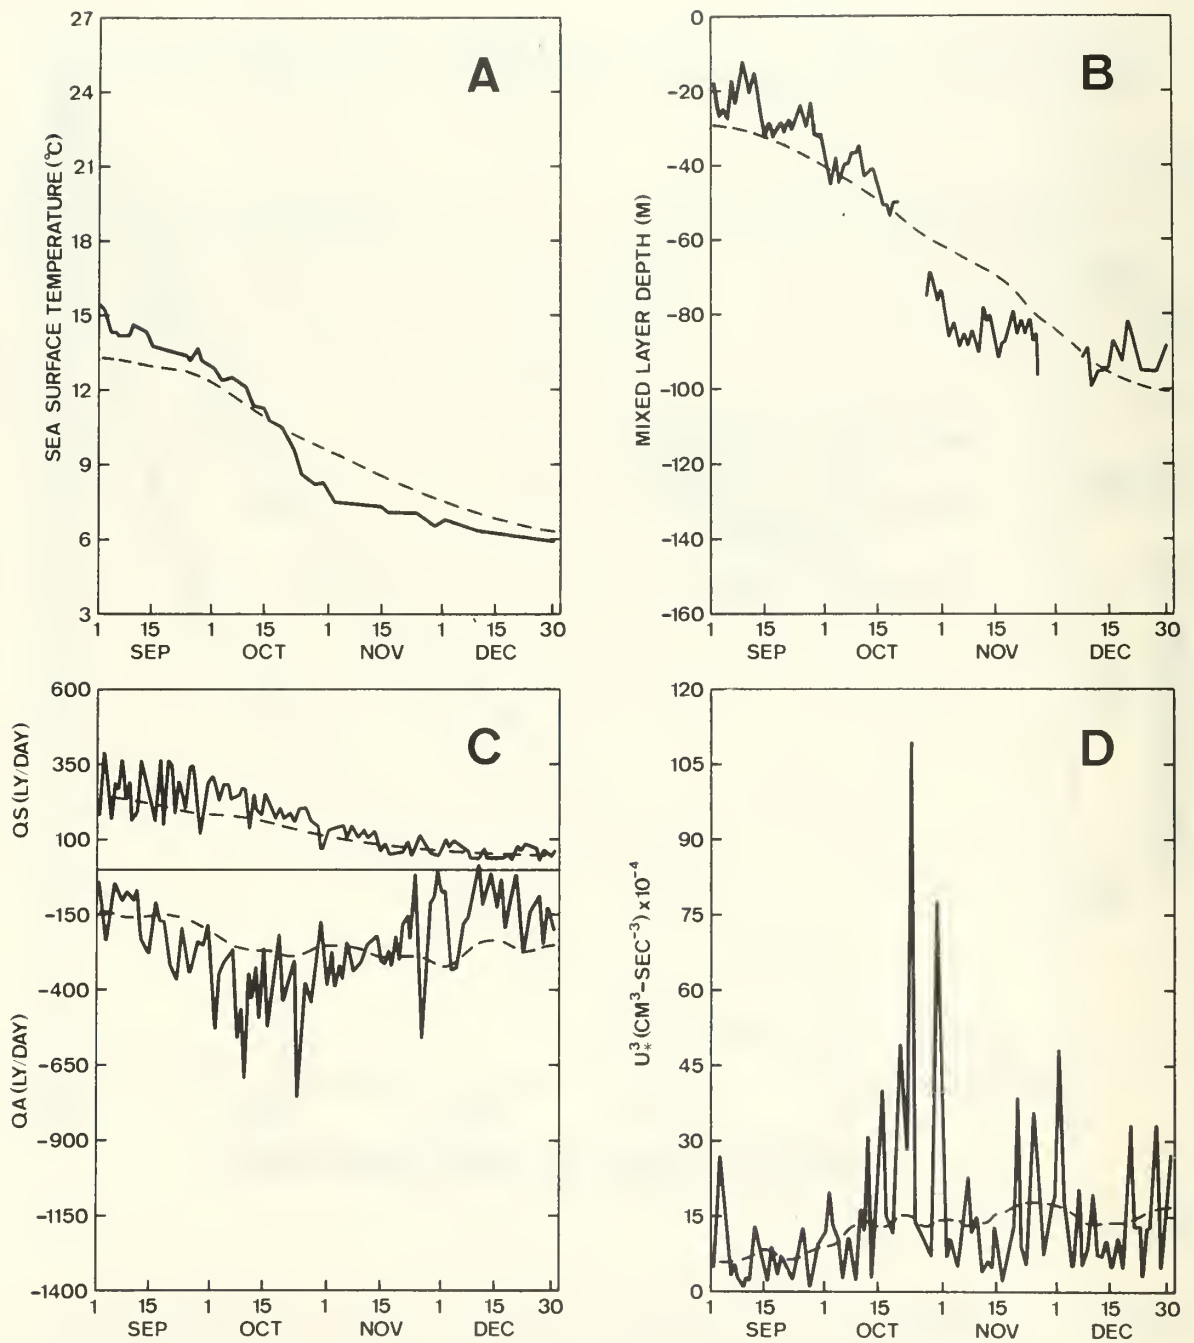 A
SEA SURFACE TEMPERATURE (°C)
27
24
21
18
15
12
9
6
3
1 15 1 15 1 15 1 15 30
SEP OCT NOV DEC
B
MIXED LAYER DEPTH (M)
0
-20
-40
-60
-80
-100
-120
-140
-160
1 15 1 15 1 15 1 15 30
SEP OCT NOV DEC
C
QS (LY/DAY)
600
350
100
QA (LY/DAY)
-150
-400
-650
-900
-1150
-1400
1 15 1 15 1 15 1 15 30
SEP OCT NOV DEC
D
U³* (CM³-SEC⁻³) x10⁻⁴
120
105
90
75
60
45
30
15
0
1 15 1 15 1 15 1 15 30
SEP OCT NOV DEC